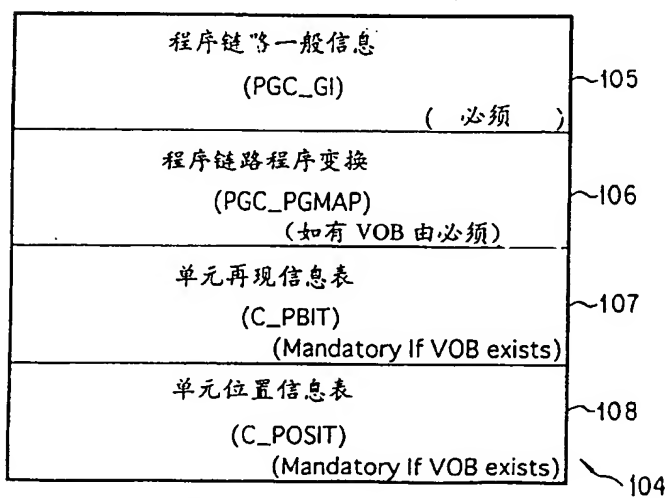 程序链路一般信息
(PGC_GI)
( 必须 )
105
程序链路程序变换
(PGC_PGMAP)
(如有 VOB 由必须)
106
单元再现信息表
(C_PBIT)
(Mandatory If VOB exists)
107
单元位置信息表
(C_POSIT)
(Mandatory If VOB exists)
108
104